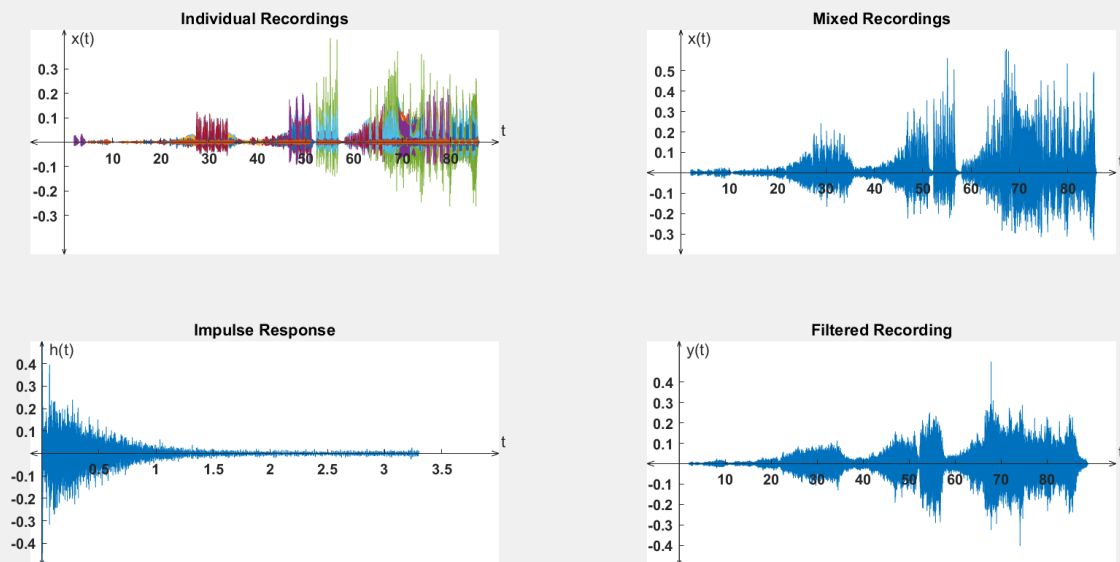 Individual Recordings
x(t)
0.3
0.2
0.1
-0.1
-0.2
-0.3
10 20 30 40 50 60 70 80
t
Mixed Recordings
x(t)
0.5
0.4
0.3
0.2
0.1
-0.1
-0.2
-0.3
10 20 30 40 50 60 70 80
t
Impulse Response
h(t)
0.4
0.3
0.2
0.1
-0.1
-0.2
-0.3
-0.4
0.5 1 1.5 2 2.5 3 3.5
t
Filtered Recording
y(t)
0.4
0.3
0.2
0.1
-0.1
-0.2
-0.3
-0.4
10 20 30 40 50 60 70 80
t